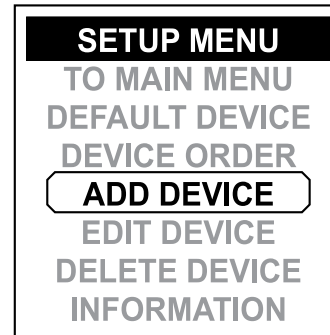 SETUP MENU
TO MAIN MENU
DEFAULT DEVICE
DEVICE ORDER
ADD DEVICE
EDIT DEVICE
DELETE DEVICE
INFORMATION